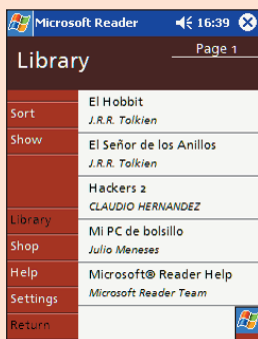 Microsoft Reader 16:39
Library
Page 1
Sort
Show
Library
Shop
Help
Settings
Return
El Hobbit
J.R.R. Tolkien
El Señor de los Anillos
J.R.R. Tolkien
Hackers 2
CLAUDIO HERNANDEZ
Mi PC de bolsillo
Julio Meneses
Microsoft® Reader Help
Microsoft Reader Team